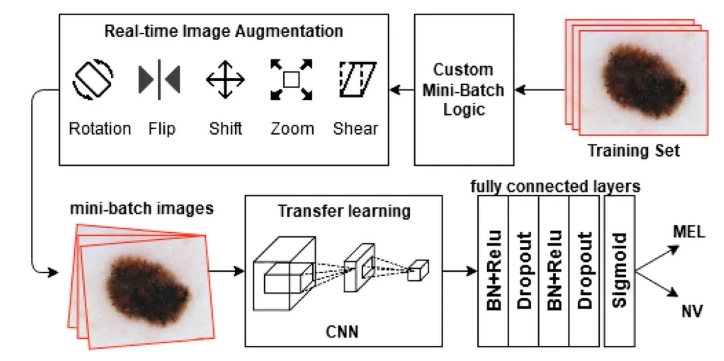 Real-time Image Augmentation
Rotation Flip Shift Zoom Shear
Custom
Mini-Batch
Logic
Training Set
mini-batch images
Transfer learning
CNN
fully connected layers
BN+Relu
Dropout
BN+Relu
Dropout
Sigmoid
MEL
NV